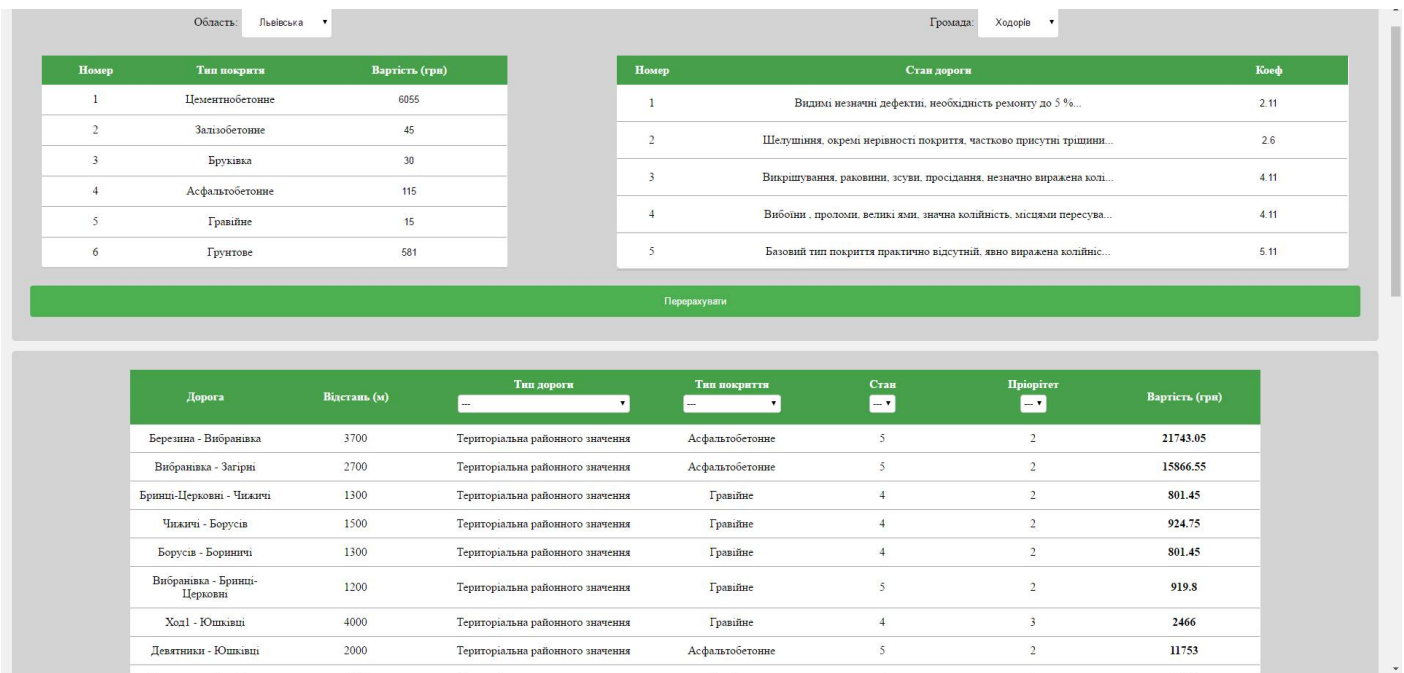 Область: Львівська
Громада: Ходорів
Номер Тип покрити Вартість (грн)
1 Цементнобетонне 6055
2 Залізобетонне 45
3 Бруківка 30
4 Асфальтобетонне 115
5 Гравійне 15
6 Грунтове 581
Номер Стан дороги Коеф
1 Видимі незначні дефектиі, необхідність ремонту до 5 %... 2.11
2 Шелушіння, окремі нерівності покриття, частково присутні тріщини... 2.6
3 Викрішування, раковини, зсуви, просідання, незначно виражена колі... 4.11
4 Вибоїни , проломи, великі ями, значна колійність, місцями пересува... 4.11
5 Базовий тип покриття практично відсутній, явно виражена колійніс... 5.11
Перерахувати
Дорога Відстань (м) Тип дороги Тип покриття Стан Пріорітет Вартість (грн)
--- --- --- ---
Березина - Вибранівка 3700 Територіальна районного значення Асфальтобетонне 5 2 21743.05
Вибранівка - Загірні 2700 Територіальна районного значення Асфальтобетонне 5 2 15866.55
Бринці-Церковні - Чижичі 1300 Територіальна районного значення Гравійне 4 2 801.45
Чижичі - Борусів 1500 Територіальна районного значення Гравійне 4 2 924.75
Борусів - Бориничі 1300 Територіальна районного значення Гравійне 4 2 801.45
Вибранівка - Бринці-
Церковні 1200 Територіальна районного значення Гравійне 5 2 919.8
Ход1 - Юшківці 4000 Територіальна районного значення Гравійне 4 3 2466
Девятники - Юшківці 2000 Територіальна районного значення Асфальтобетонне 5 2 11753